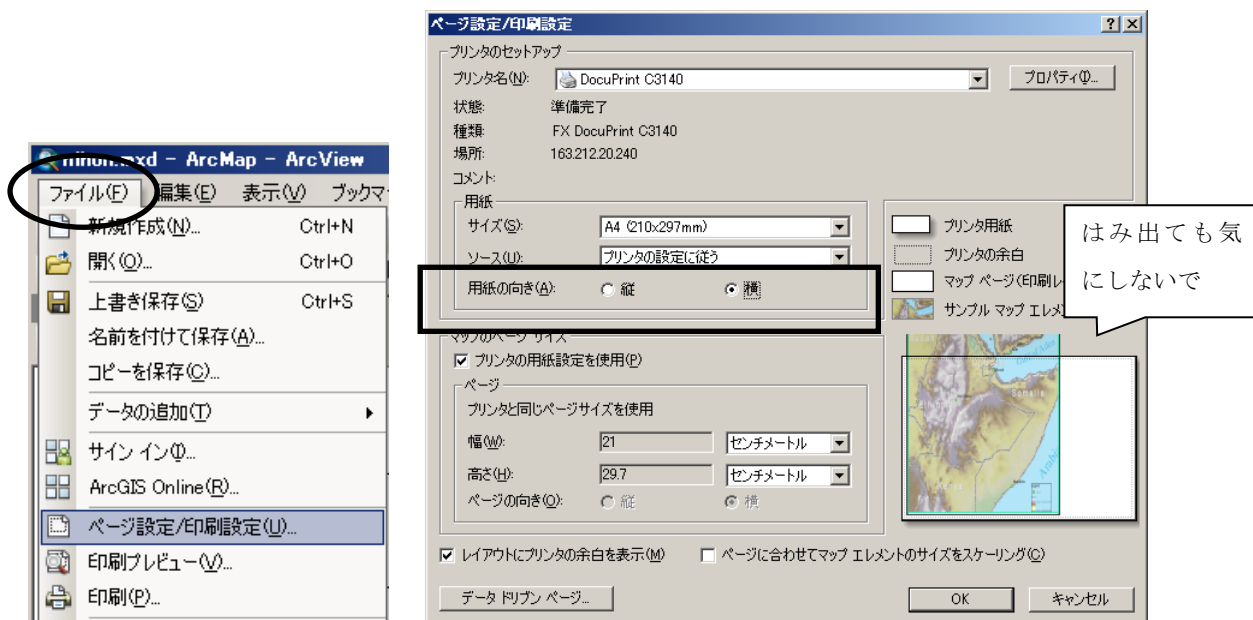 nihon.mxd - ArcMap - ArcView
ファイル(F) 編集(E) 表示(V) ブックマ
新規作成(N)... Ctrl+N
開く(O)... Ctrl+O
上書き保存(S) Ctrl+S
名前を付けて保存(A)...
コピーを保存(C)...
データの追加(T)
サイン イン(I)...
ArcGIS Online(R)...
ページ設定/印刷設定(U)...
印刷プレビュー(V)...
印刷(P)...
ページ設定/印刷設定
プリンタのセットアップ
プリンタ名(N): DocuPrint C3140 プロパティ(I)...
状態: 準備完了
種類: FX DocuPrint C3140
場所: 163.212.20.240
コメント:
用紙
サイズ(S): A4 (210x297mm)
ソース(U): プリンタの設定に従う
用紙の向き(A): 縦 横
プリンタ用紙
プリンタの余白
マップ ページ(印刷レ
サンプル マップ エレメ
はみ出ても気
にしないで
マップのページ サイズ
プリンタの用紙設定を使用(P)
ページ
プリンタと同じページサイズを使用
幅(W): 21 センチメートル
高さ(H): 29.7 センチメートル
ページの向き(O): 縦 横
Somalia
レイアウトにプリンタの余白を表示(M) ページに合わせてマップ エレメントのサイズをスケーリング(C)
データ ドリブン ページ... OK キャンセル